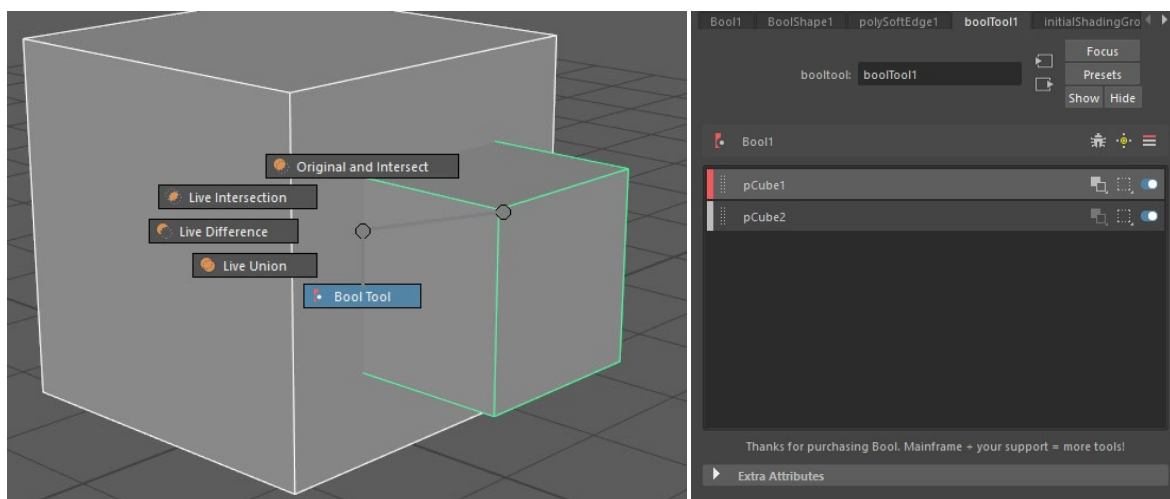 Original and Intersect
Live Intersection
Live Difference
Live Union
Bool Tool
Bool1 BoolShape1 polySoftEdge1 boolTool1 initialShadingGro
Focus
booltool: boolTool1
Presets
Show Hide
Bool1
pCube1
pCube2
Thanks for purchasing Bool. Mainframe + your support = more tools!
Extra Attributes